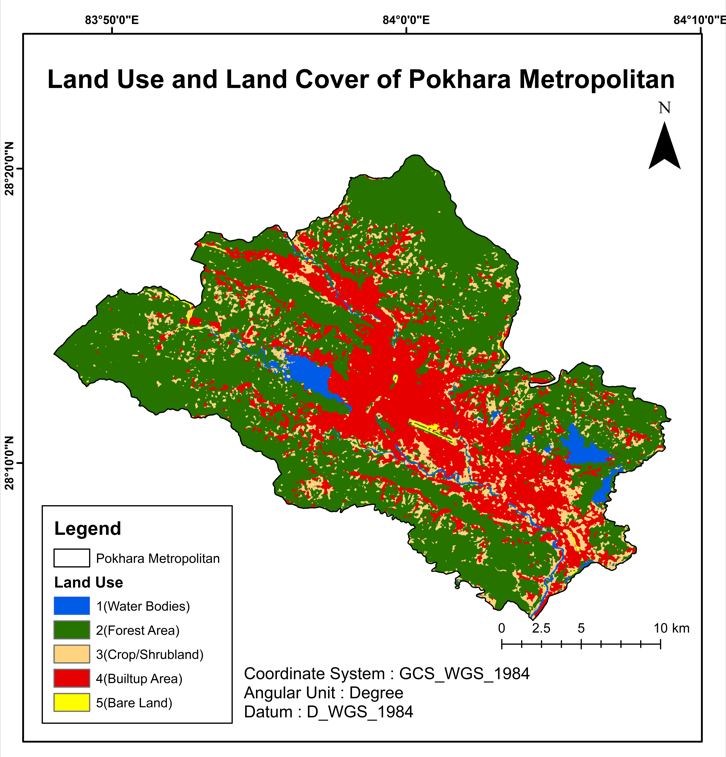 83°50'0"E 84°0'0"E 84°10'0"E
Land Use and Land Cover of Pokhara Metropolitan
N
28°20'0"N
28°10'0"N
Legend
Pokhara Metropolitan
Land Use
1(Water Bodies)
2(Forest Area)
3(Crop/Shrubland)
4(Builtup Area)
5(Bare Land)
0 2.5 5 10 km
Coordinate System : GCS_WGS_1984
Angular Unit : Degree
Datum : D_WGS_1984